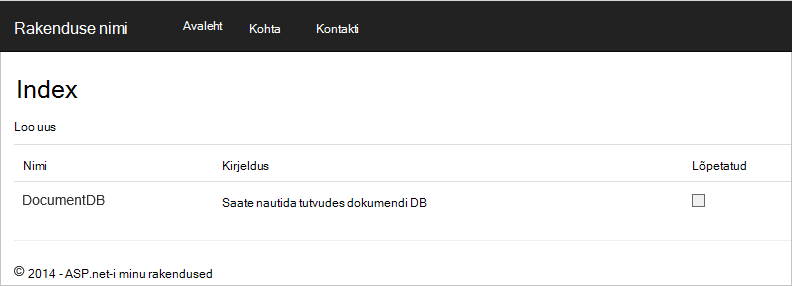 Rakenduse nimi Avaleht Kohta Kontakti
Index
Loo uus
Nimi Kirjeldus Lõpetatud
DocumentDB Saate nautida tutvudes dokumendi DB
© 2014 - ASP.net-i minu rakendused